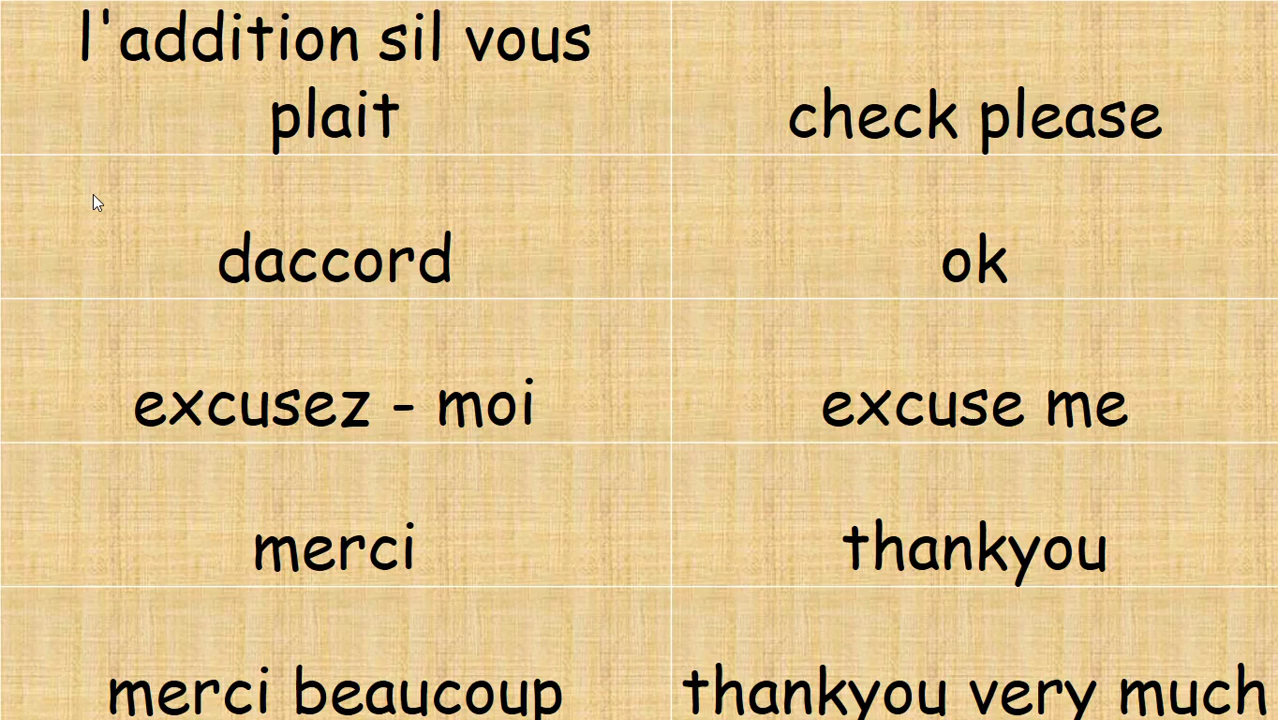 l'addition sil vous
plait
check please
daccord
ok
excusez - moi
excuse me
merci
thankyou
merci beaucoup
thankyou very much